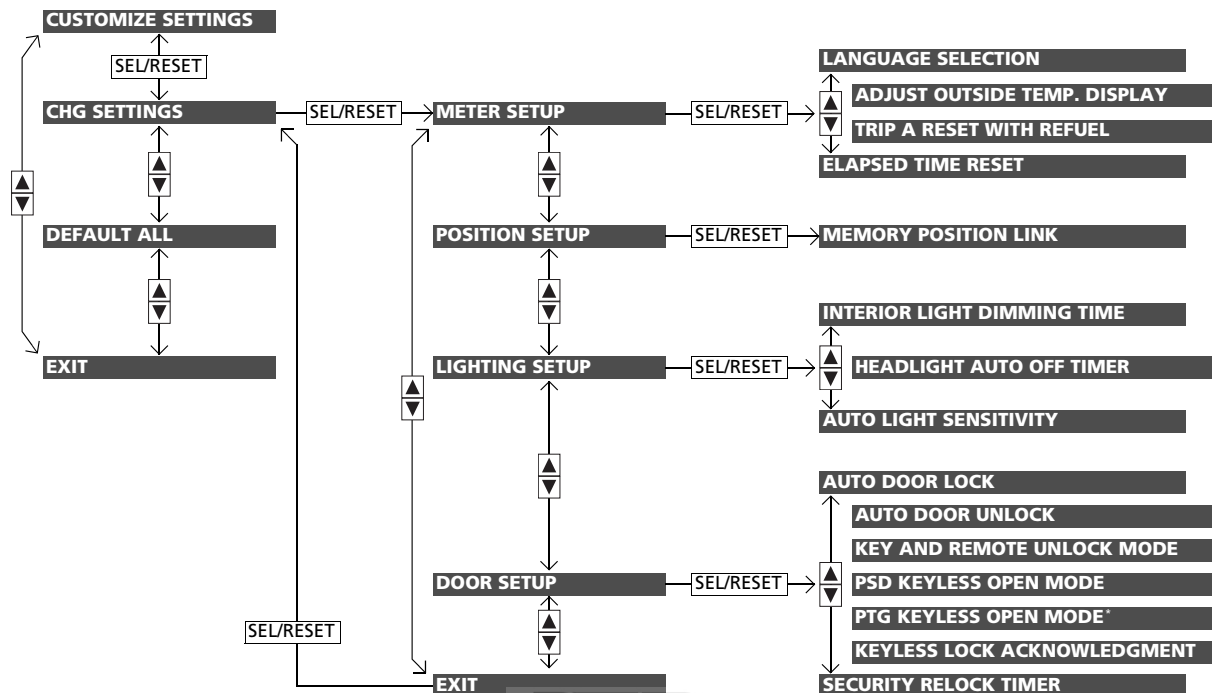 CUSTOMIZE SETTINGS
SEL/RESET
CHG SETTINGS
SEL/RESET
METER SETUP
SEL/RESET
LANGUAGE SELECTION
ADJUST OUTSIDE TEMP. DISPLAY
TRIP A RESET WITH REFUEL
ELAPSED TIME RESET
DEFAULT ALL
POSITION SETUP
SEL/RESET
MEMORY POSITION LINK
EXIT
LIGHTING SETUP
SEL/RESET
INTERIOR LIGHT DIMMING TIME
HEADLIGHT AUTO OFF TIMER
AUTO LIGHT SENSITIVITY
DOOR SETUP
SEL/RESET
AUTO DOOR LOCK
AUTO DOOR UNLOCK
KEY AND REMOTE UNLOCK MODE
PSD KEYLESS OPEN MODE
PTG KEYLESS OPEN MODE*
KEYLESS LOCK ACKNOWLEDGMENT
SECURITY RELOCK TIMER
SEL/RESET
EXIT